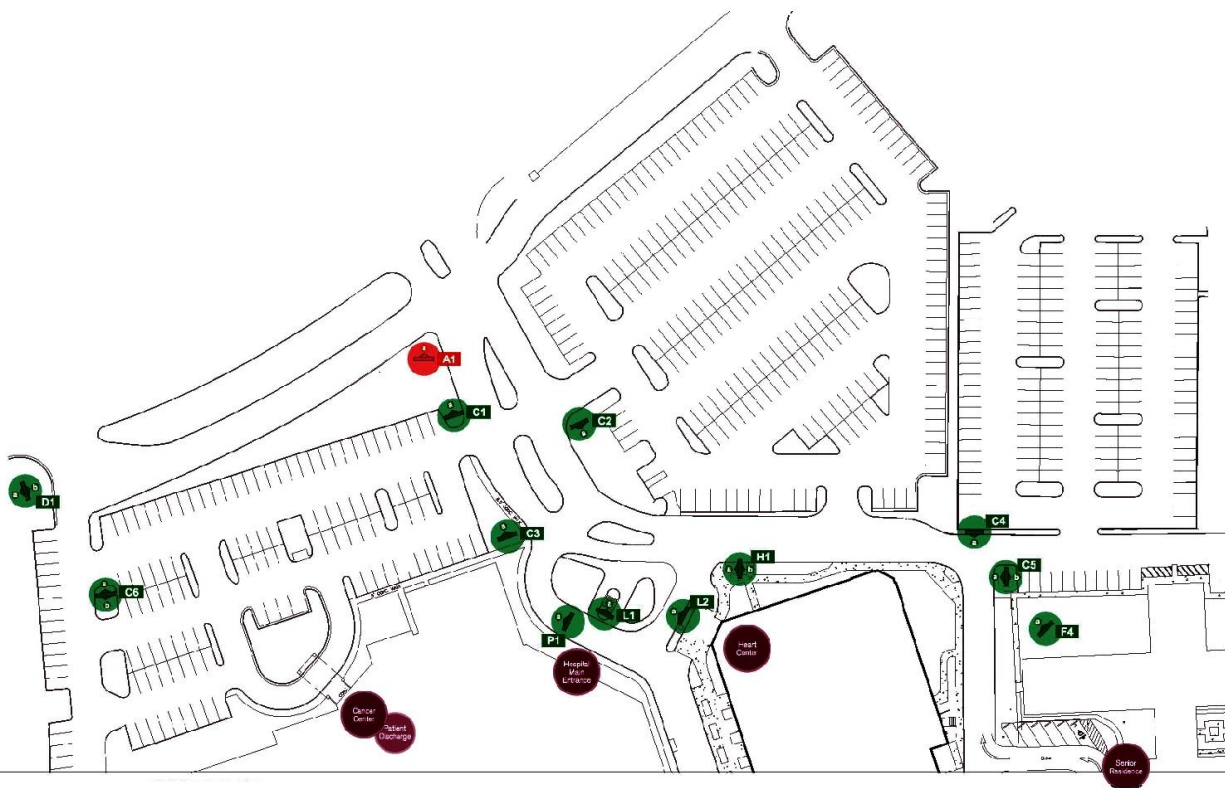 a
A1
a
C1
C2
a
a b
D1
a
C3
C4
a
a b
H1
a b
C5
a
C6
b
a
L1
L2
a
P1
a
F4
Heart
Center
Hospital
Main
Entrance
Cancer
Center
Patient
Discharge
Senior
Residence